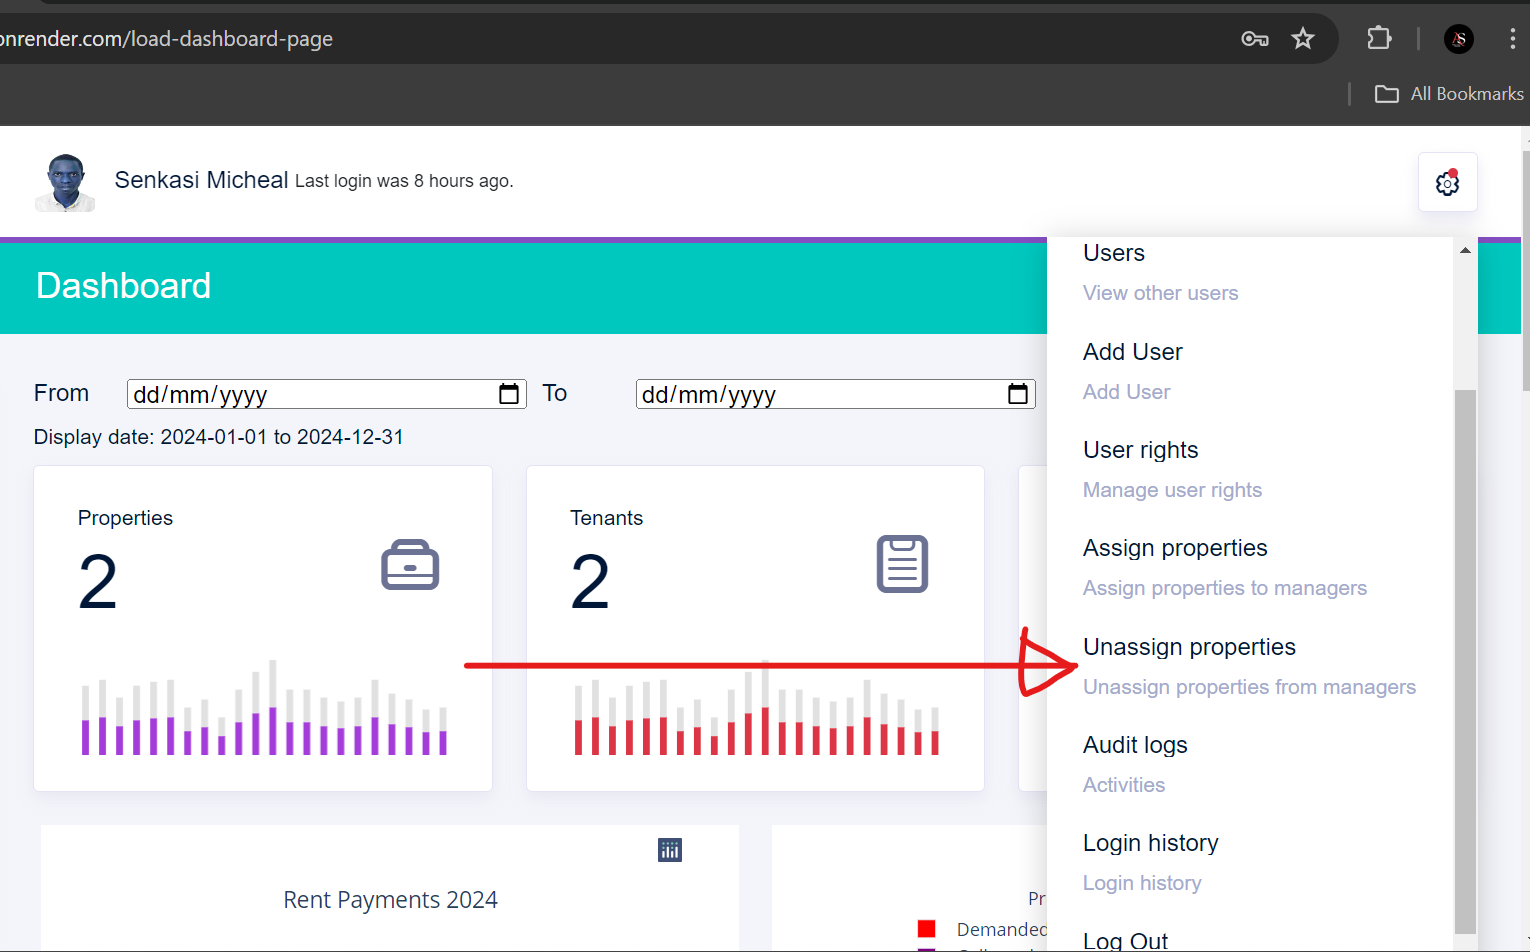 onrender.com/load-dashboard-page
All Bookmarks
Senkasi Micheal Last login was 8 hours ago.
Dashboard
From dd/mm/yyyy To dd/mm/yyyy
Display date: 2024-01-01 to 2024-12-31
Properties
2
Tenants
2
Rent Payments 2024
Pr
Demanded
Users
View other users
Add User
Add User
User rights
Manage user rights
Assign properties
Assign properties to managers
Unassign properties
Unassign properties from managers
Audit logs
Activities
Login history
Login history
Log Out